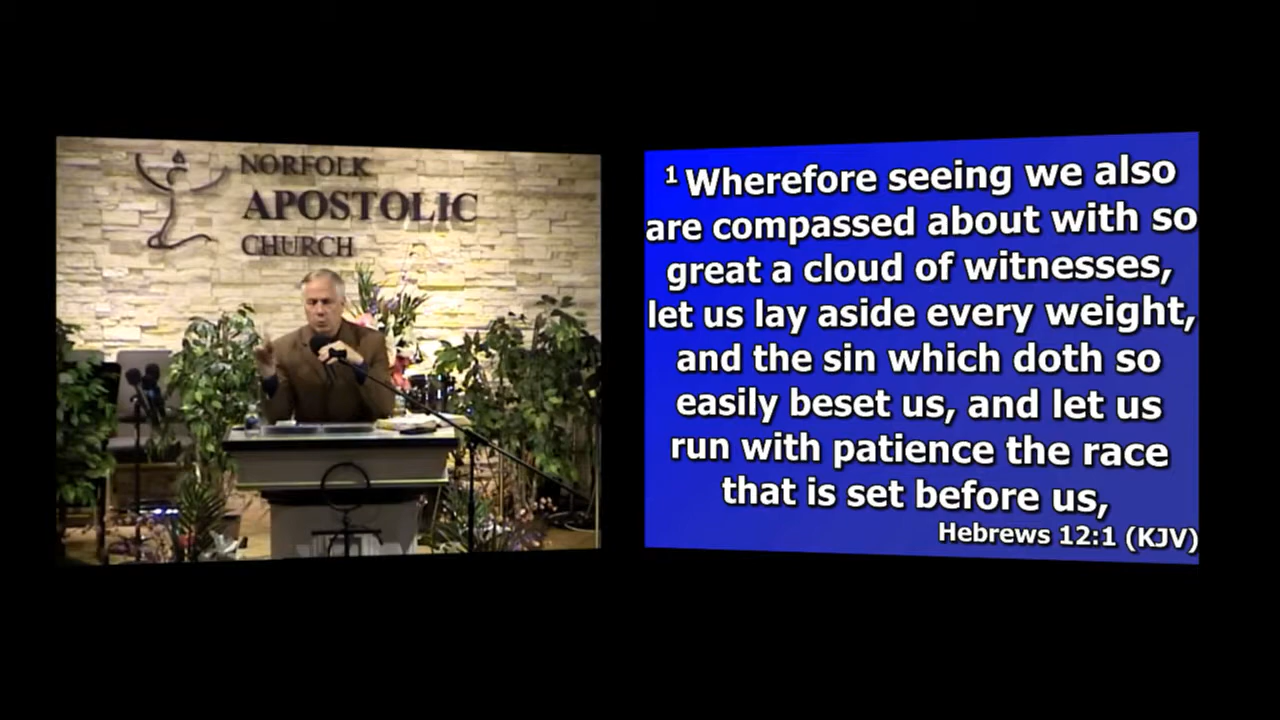 NORFOLK
APOSTOLIC
CHURCH
1 Wherefore seeing we also
are compassed about with so
great a cloud of witnesses,
let us lay aside every weight,
and the sin which doth so
easily beset us, and let us
run with patience the race
that is set before us,
Hebrews 12:1 (KJV)